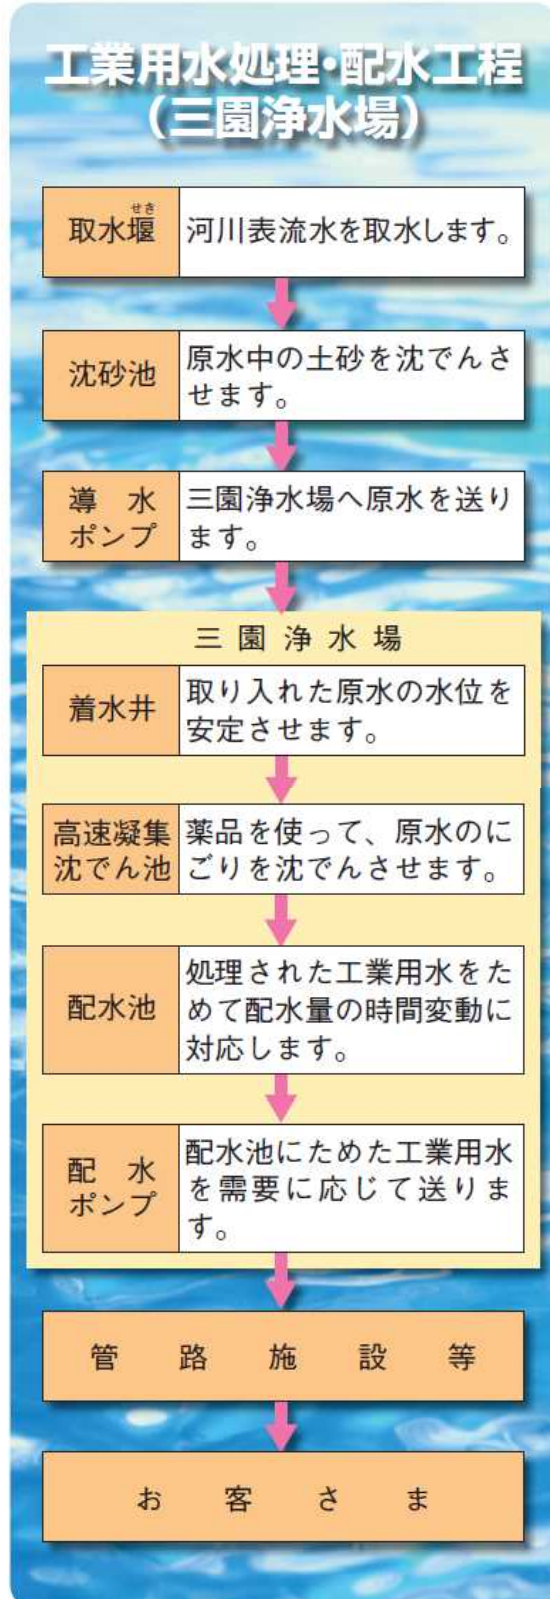 工業用水処理・配水工程
(三園浄水場)
せき
取水堰
河川表流水を取水します。
沈砂池
原水中の土砂を沈でんさ
せます。
導水
ポンプ
三園浄水場へ原水を送り
ます。
三園浄水場
着水井
取り入れた原水の水位を
安定させます。
高速凝集
沈でん池
薬品を使って、原水のに
ごりを沈でんさせます。
配水池
処理された工業用水をた
めて配水量の時間変動に
対応します。
配水
ポンプ
配水池にためた工業用水
を需要に応じて送りま
す。
管路施設等
お客さま